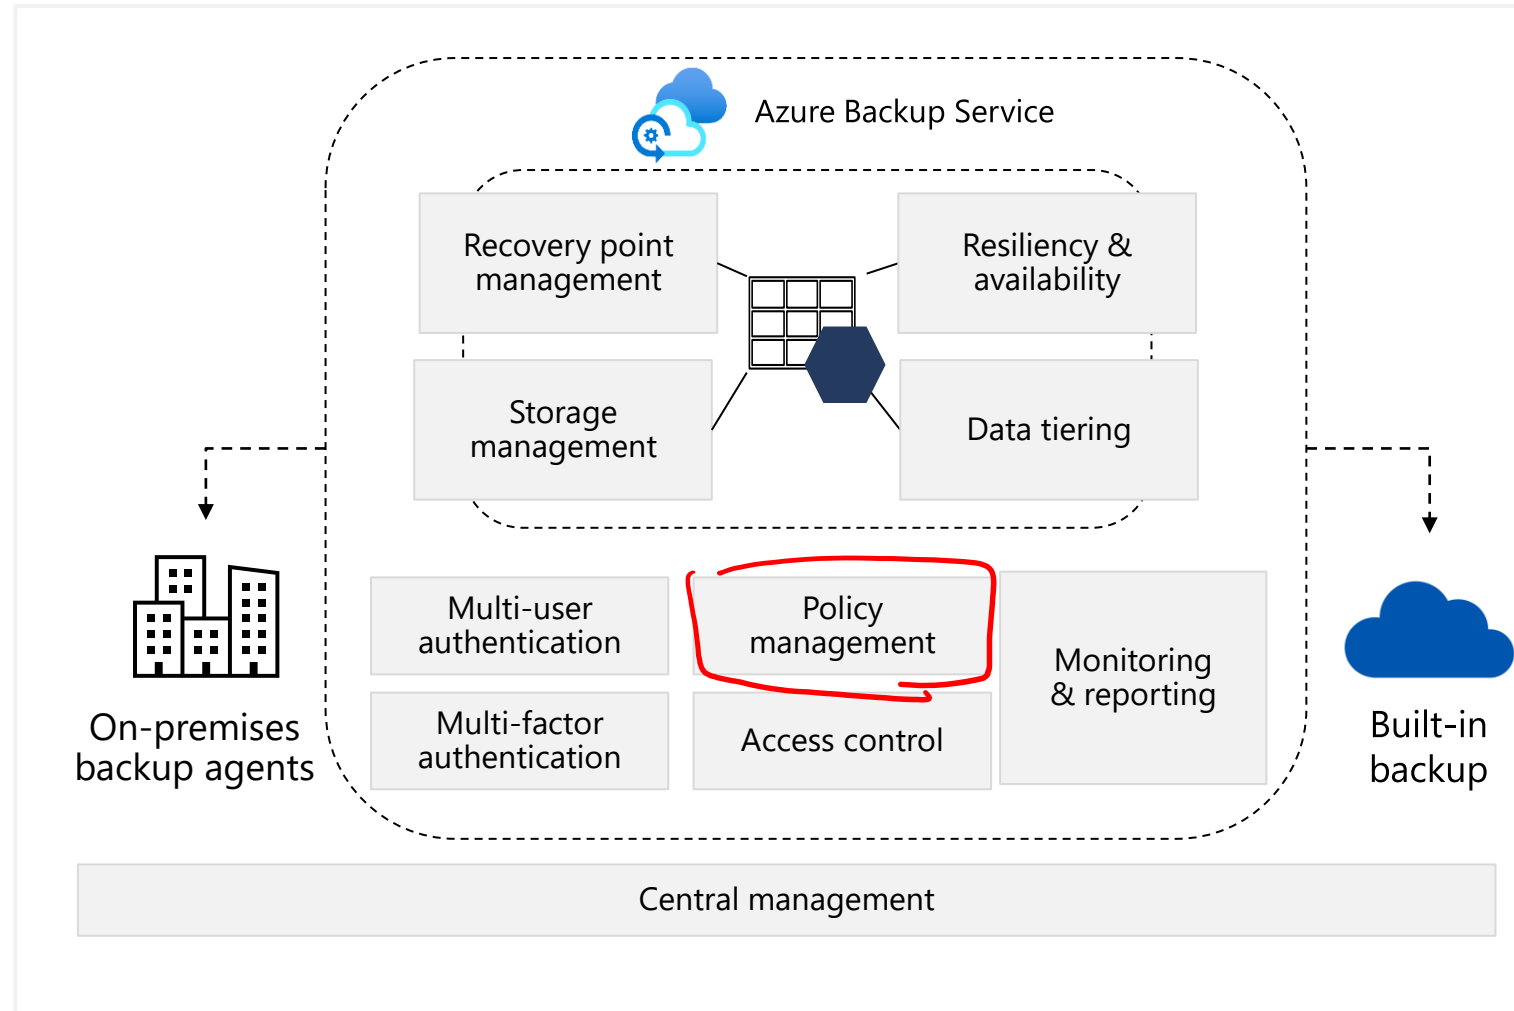 Azure Backup Service
Recovery point
management
Resiliency &
availability
Storage
management
Data tiering
Multi-user
authentication
Policy
management
Monitoring
& reporting
Multi-factor
authentication
Access control
On-premises
backup agents
Built-in
backup
Central management